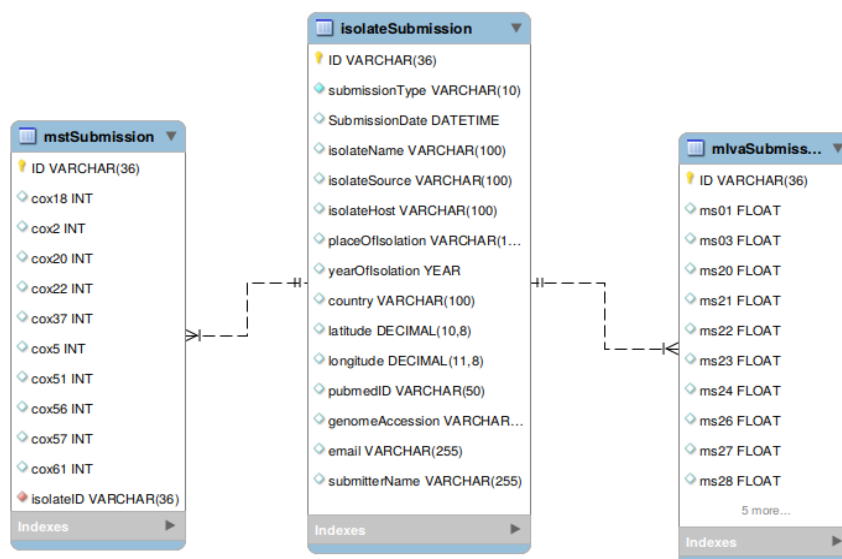 isolateSubmission
ID VARCHAR(36)
submissionType VARCHAR(10)
SubmissionDate DATETIME
isolateName VARCHAR(100)
isolateSource VARCHAR(100)
isolateHost VARCHAR(100)
placeOfIsolation VARCHAR(1...
yearOfIsolation YEAR
country VARCHAR(100)
latitude DECIMAL(10,8)
longitude DECIMAL(11,8)
pubmedID VARCHAR(50)
genomeAccession VARCHAR...
email VARCHAR(255)
submitterName VARCHAR(255)
Indexes
mstSubmission
ID VARCHAR(36)
cox18 INT
cox2 INT
cox20 INT
cox22 INT
cox37 INT
cox5 INT
cox51 INT
cox56 INT
cox57 INT
cox61 INT
isolateID VARCHAR(36)
Indexes
mlvaSubmiss...
ID VARCHAR(36)
ms01 FLOAT
ms03 FLOAT
ms20 FLOAT
ms21 FLOAT
ms22 FLOAT
ms23 FLOAT
ms24 FLOAT
ms26 FLOAT
ms27 FLOAT
ms28 FLOAT
5 more...
Indexes